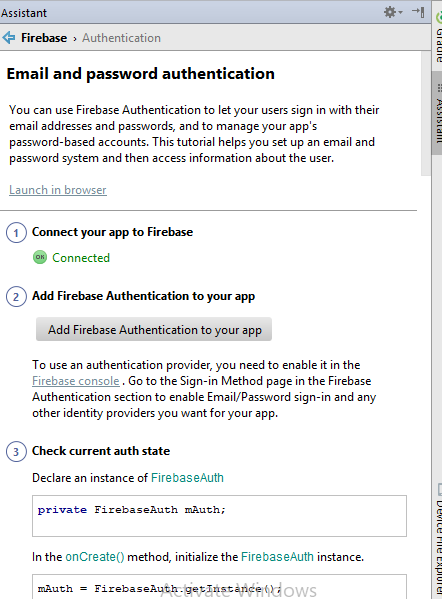 Assistant
Firebase › Authentication
Email and password authentication
You can use Firebase Authentication to let your users sign in with their
email addresses and passwords, and to manage your app's
password-based accounts. This tutorial helps you set up an email and
password system and then access information about the user.
Launch in browser
1 Connect your app to Firebase
ON Connected
2 Add Firebase Authentication to your app
Add Firebase Authentication to your app
To use an authentication provider, you need to enable it in the
Firebase console . Go to the Sign-in Method page in the Firebase
Authentication section to enable Email/Password sign-in and any
other identity providers you want for your app.
3 Check current auth state
Declare an instance of FirebaseAuth
private FirebaseAuth mAuth;
In the onCreate() method, initialize the FirebaseAuth instance.
mAuth = FirebaseAuth.getInstance();
Activate Windows
Gradle
Assistant
Device File Explorer